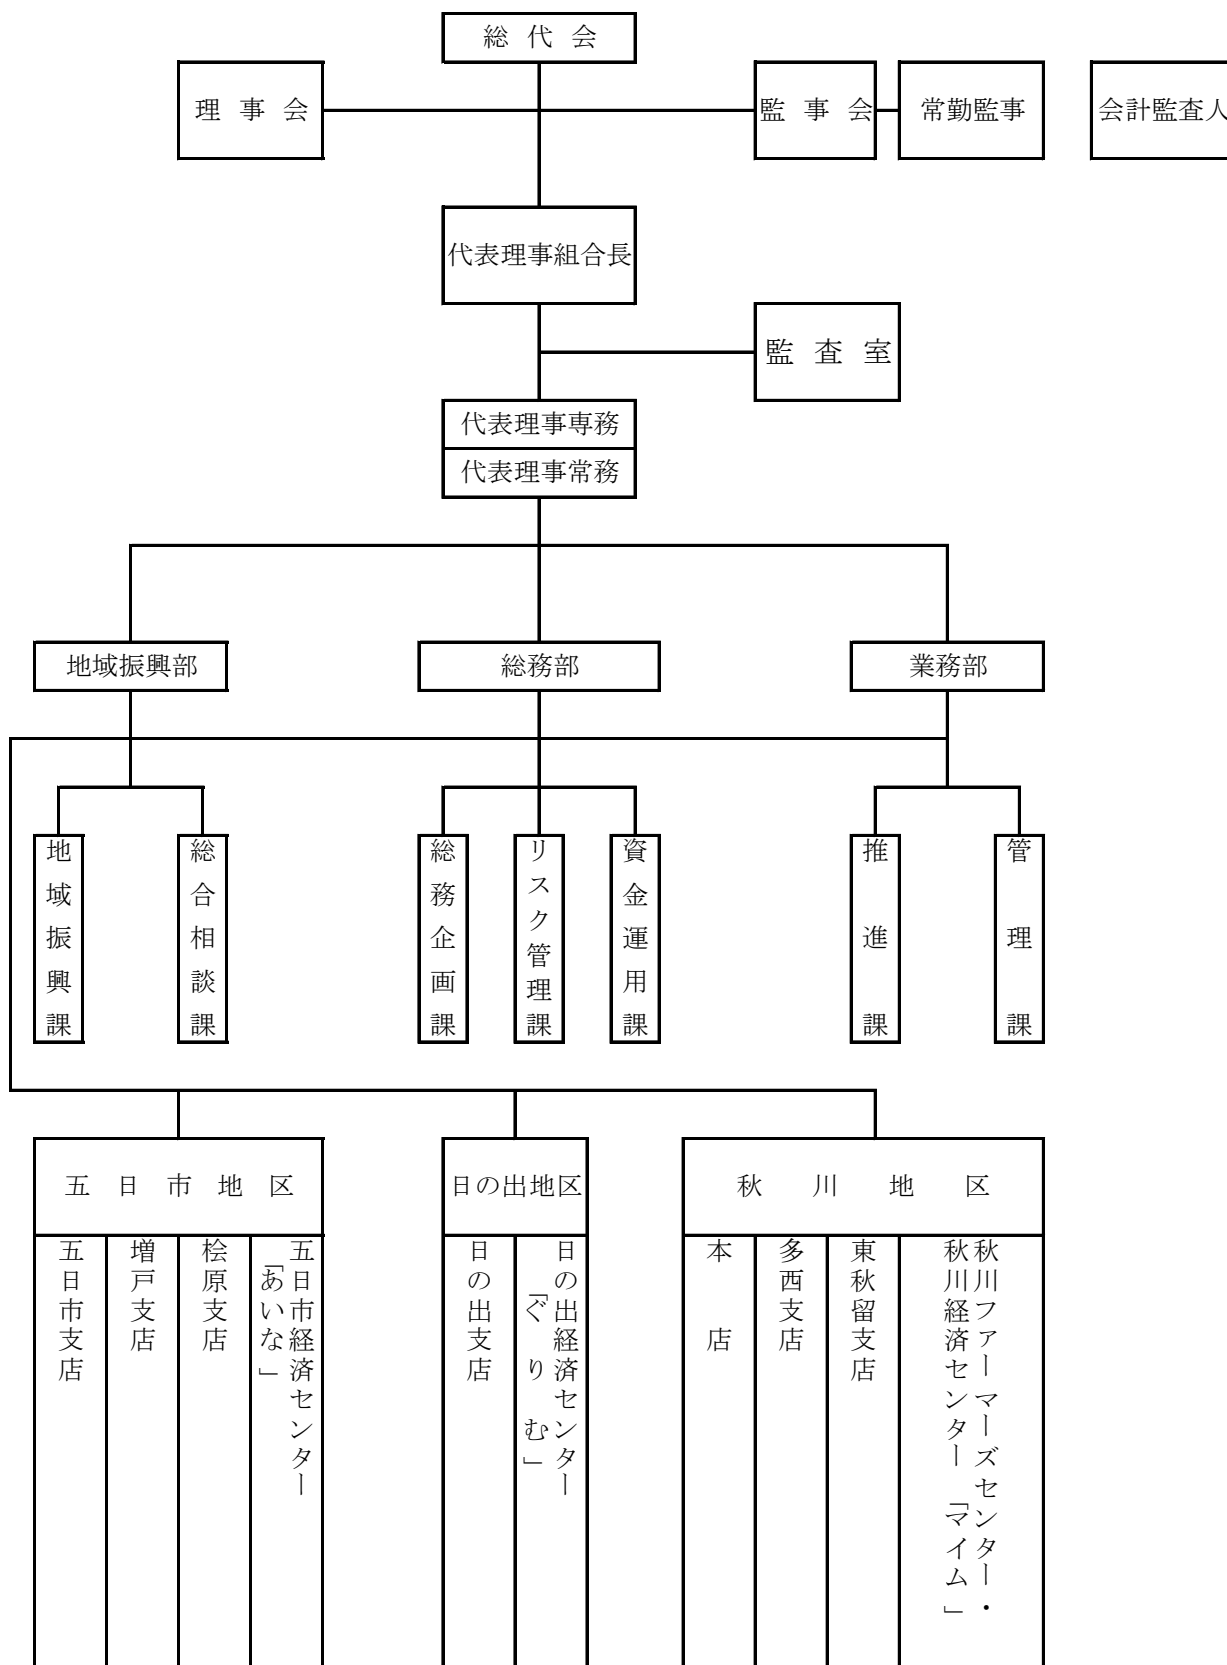 総代会
理事会
監事会
常勤監事
会計監査人
代表理事組合長
監査室
代表理事専務
代表理事常務
地域振興部
総務部
業務部
地域振興課
総合相談課
総務企画課
リスク管理課
資金運用課
推進課
管理課
五日市地区
日の出地区
秋川地区
五日市支店
増戸支店
桧原支店
五日市経済センター
「あいな」
日の出支店
日の出経済センター
「ぐりむ」
本店
多西支店
東秋留支店
秋川ファーマーズセンター・
秋川経済センター「マイム」